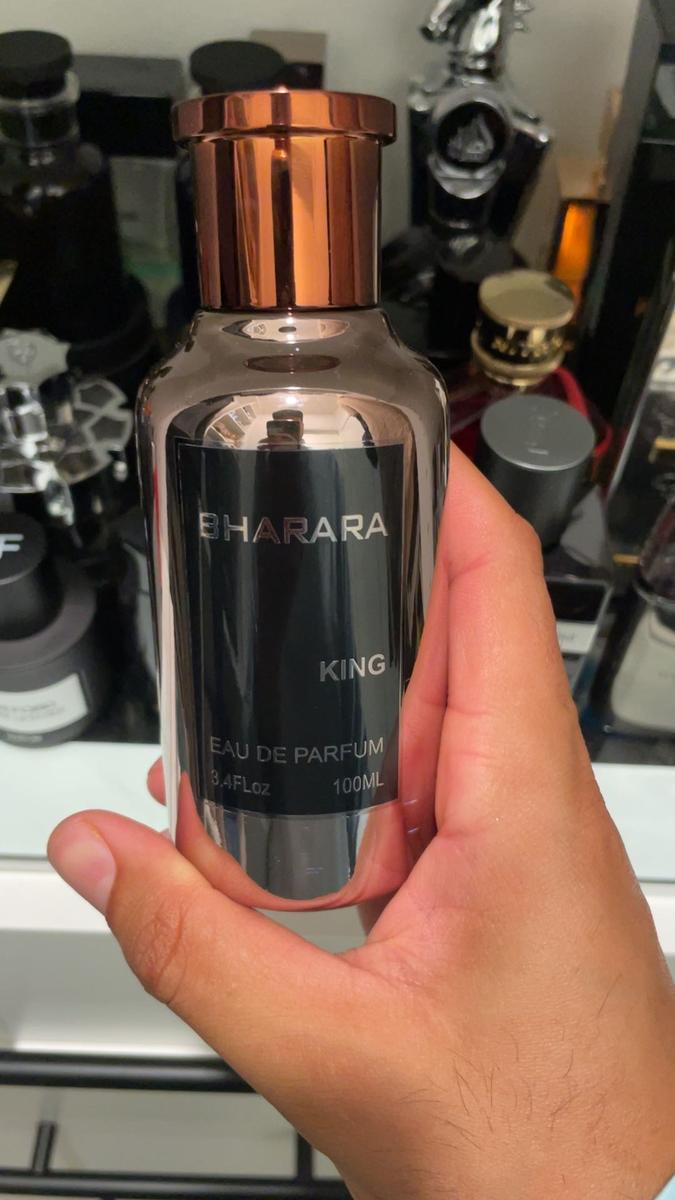 BHARARA
KING
EAU DE PARFUM
3.4FLoz 100ML